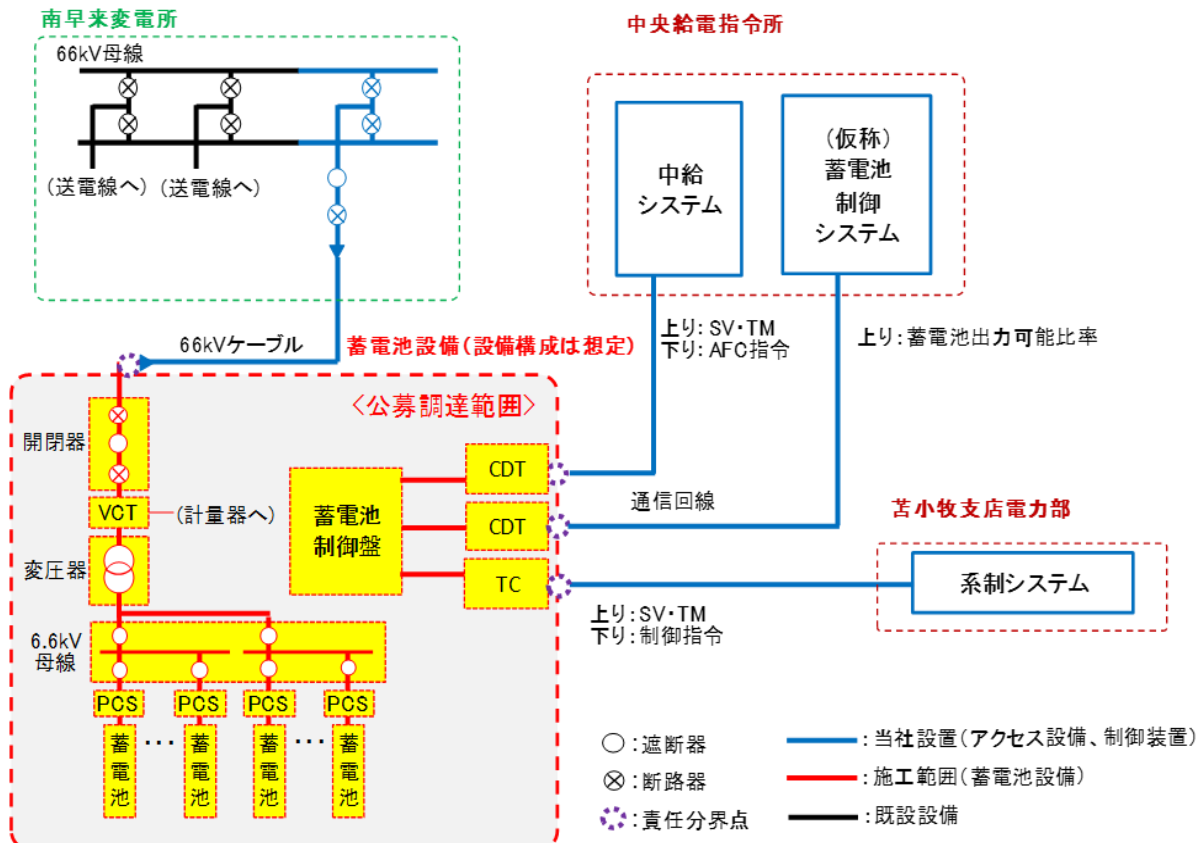 南早来変電所
66kV母線
(送電線へ)
(送電線へ)
中央給電指令所
中給
システム
(仮称)
蓄電池
制御
システム
上り:SV・TM
下り:AFC指令
上り:蓄電池出力可能比率
66kVケーブル
蓄電池設備(設備構成は想定)
<公募調達範囲>
開閉器
VCT
(計量器へ)
変圧器
6.6kV
母線
PCS
PCS
PCS
PCS
蓄電池
・・・
蓄電池
蓄電池
・・・
蓄電池
蓄電池
制御盤
CDT
CDT
TC
通信回線
苫小牧支店電力部
系制システム
上り:SV・TM
下り:制御指令
:遮断器
:断路器
:責任分界点
:当社設置(アクセス設備、制御装置)
:施工範囲(蓄電池設備)
:既設設備